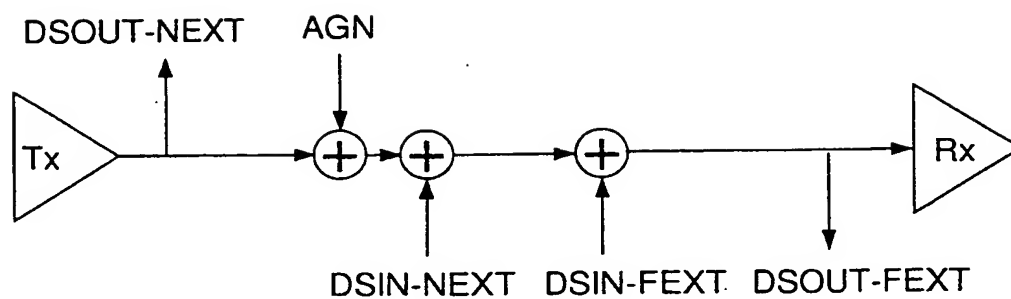 DSOUT-NEXT AGN
Tx + + + Rx
DSIN-NEXT DSIN-FEXT DSOUT-FEXT